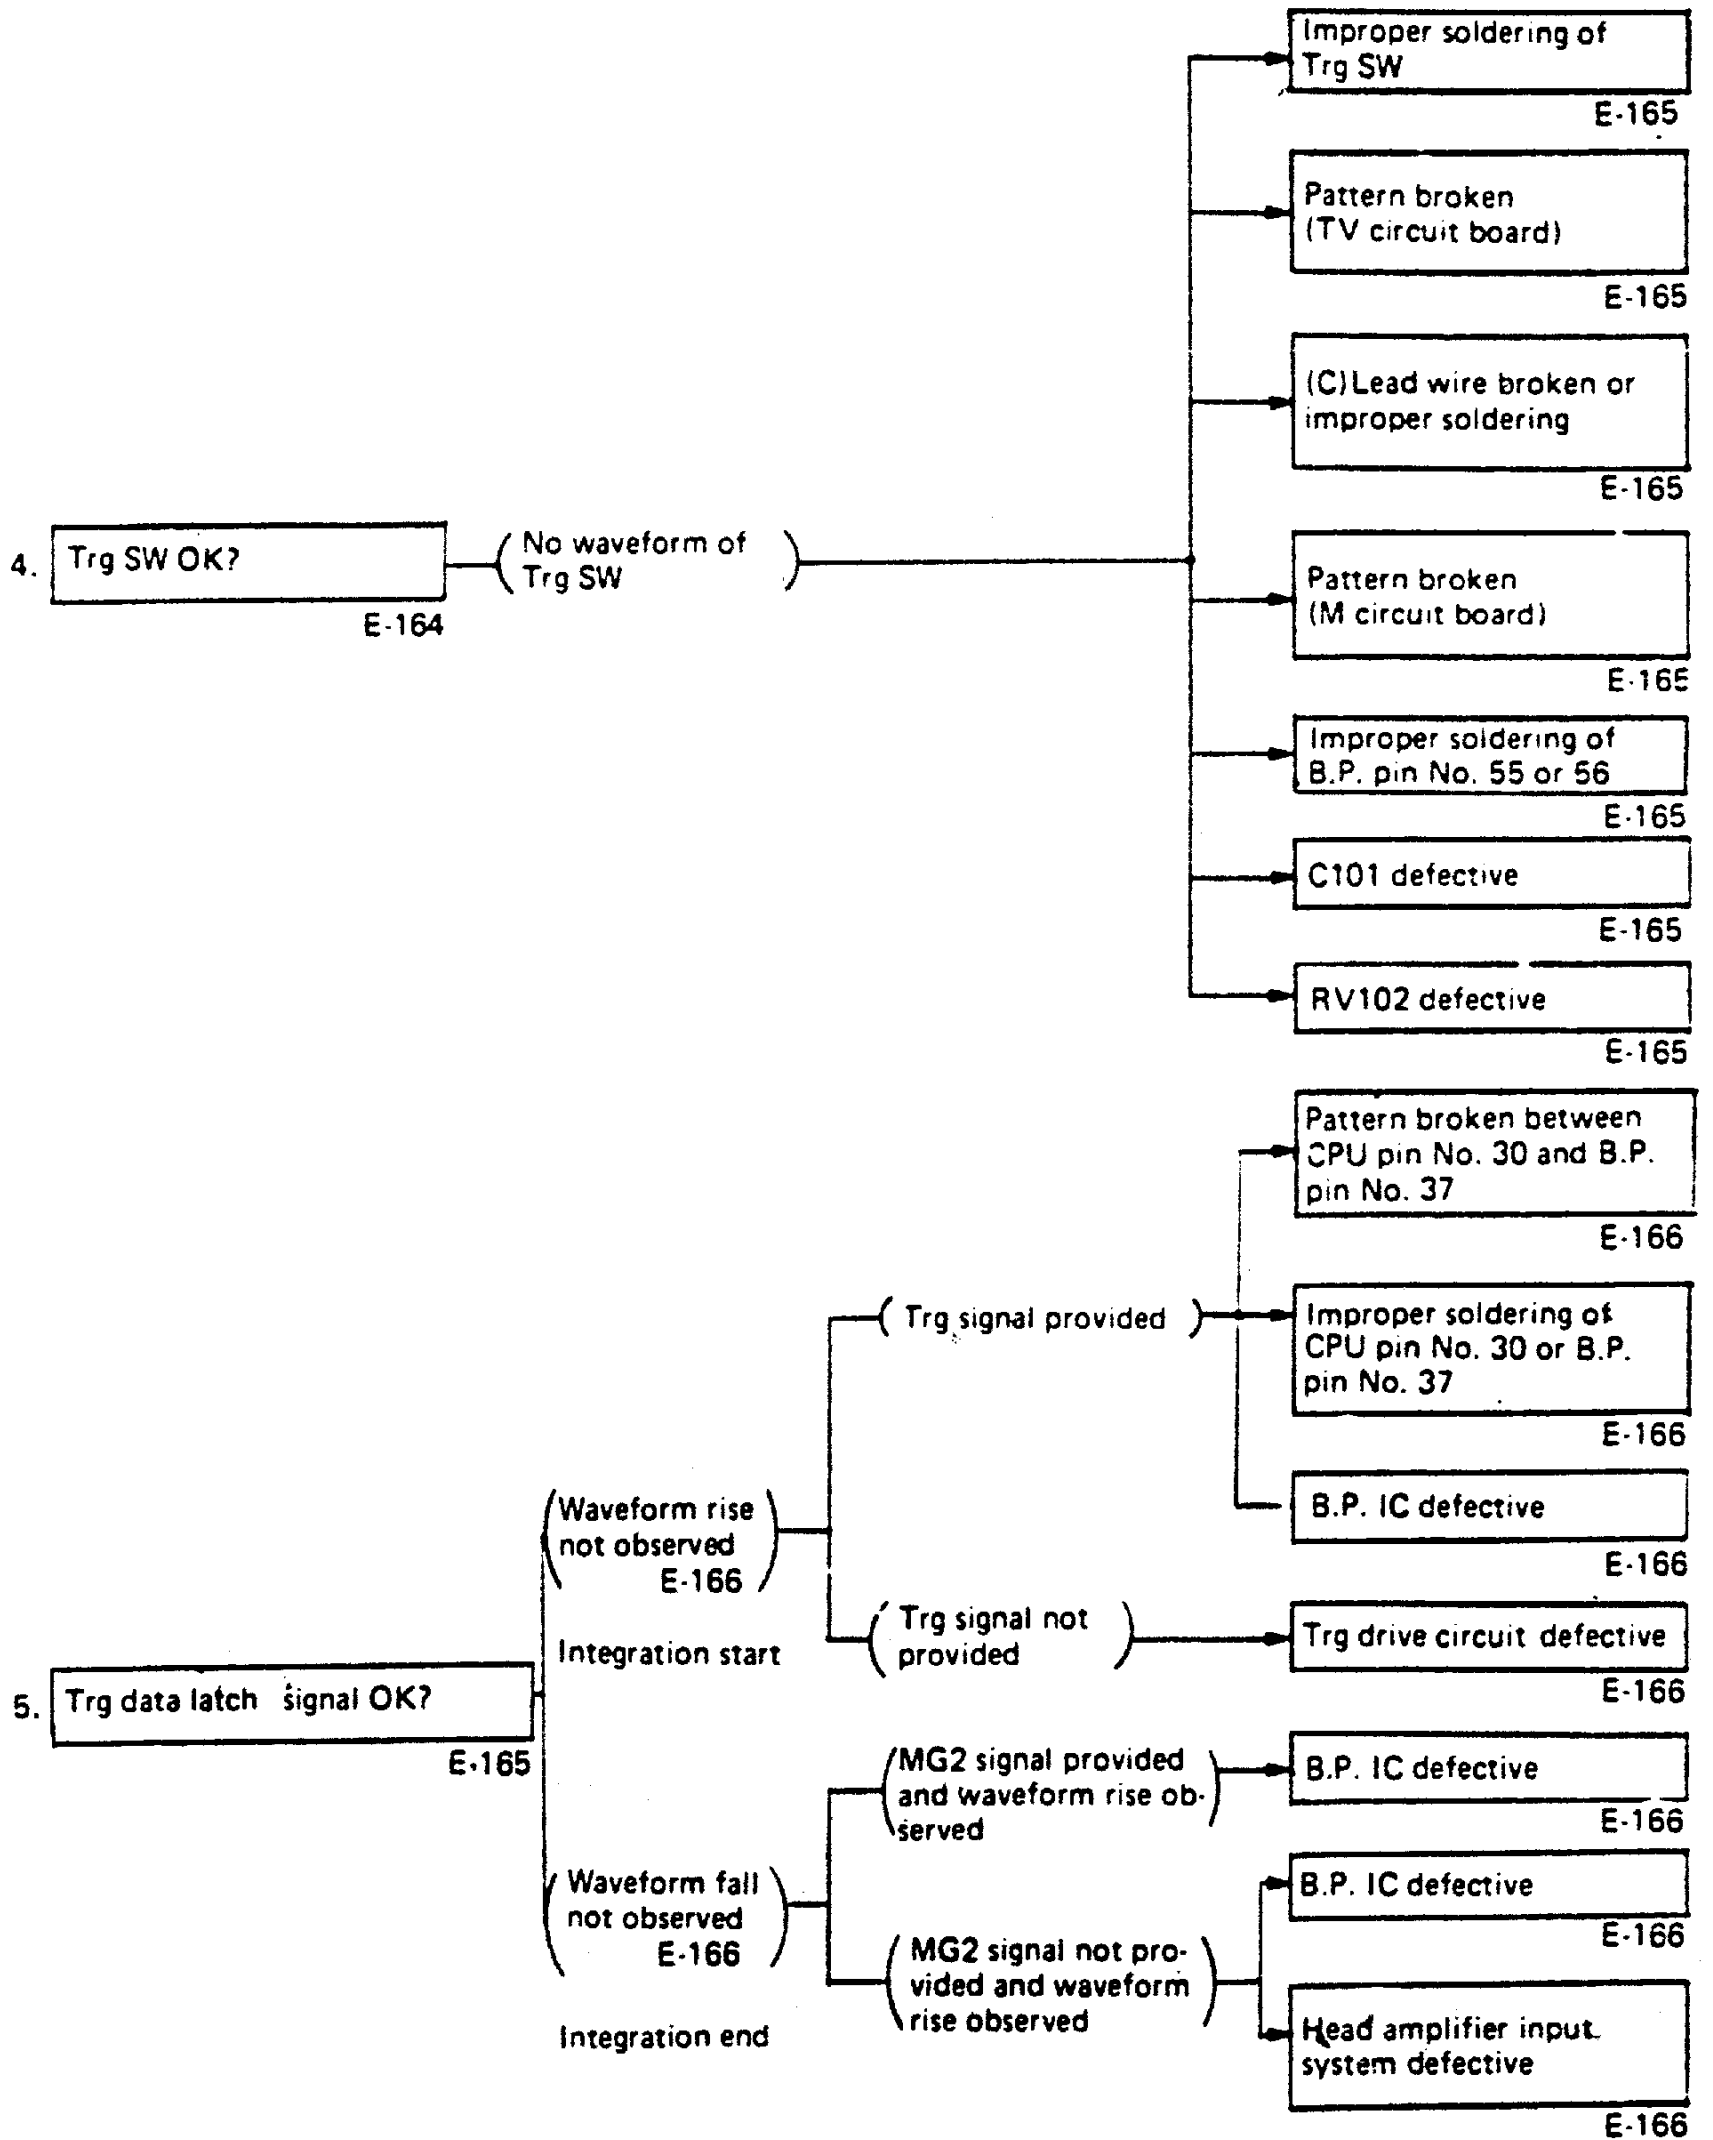 Improper soldering of
Trg SW
E-165
Pattern broken
(TV circuit board)
E-165
(C) Lead wire broken or
improper soldering
E-165
4.
Trg SW OK?
E-164
No waveform of
Trg SW
Pattern broken
(M circuit board)
E-165
Improper soldering of
B.P. pin No. 55 or 56
E-165
C101 defective
E-165
RV102 defective
E-165
Pattern broken between
CPU pin No. 30 and B.P.
pin No. 37
E-166
Trg signal provided
Improper soldering of
CPU pin No. 30 or B.P.
pin No. 37
E-166
Waveform rise
not observed
E-166
B.P. IC defective
E-166
Integration start
Trg signal not
provided
Trg drive circuit defective
E-166
5.
Trg data latch signal OK?
E-165
MG2 signal provided
and waveform rise ob-
served
B.P. IC defective
E-166
Waveform fall
not observed
E-166
B.P. IC defective
E-166
MG2 signal not pro-
vided and waveform
rise observed
Integration end
Head amplifier input
system defective
E-166